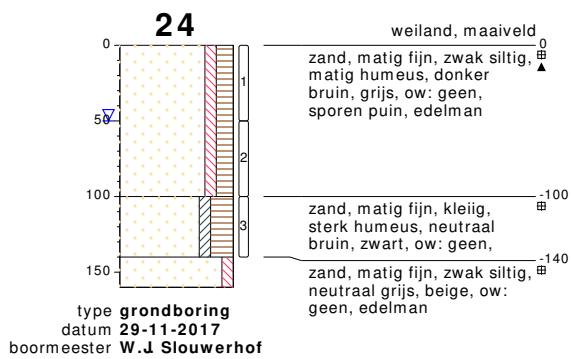 24
weiland, maaiveld
0
0
zand, matig fijn, zwak siltig,
matig humeus, donker
bruin, grijs, ow: geen,
sporen puin, edelman
1
50
2
100
-100
zand, matig fijn, kleiig,
sterk humeus, neutraal
bruin, zwart, ow: geen,
3
-140
150
zand, matig fijn, zwak siltig,
neutraal grijs, beige, ow:
geen, edelman
type grondboring
datum 29-11-2017
boormeester W.J. Slouwerhof